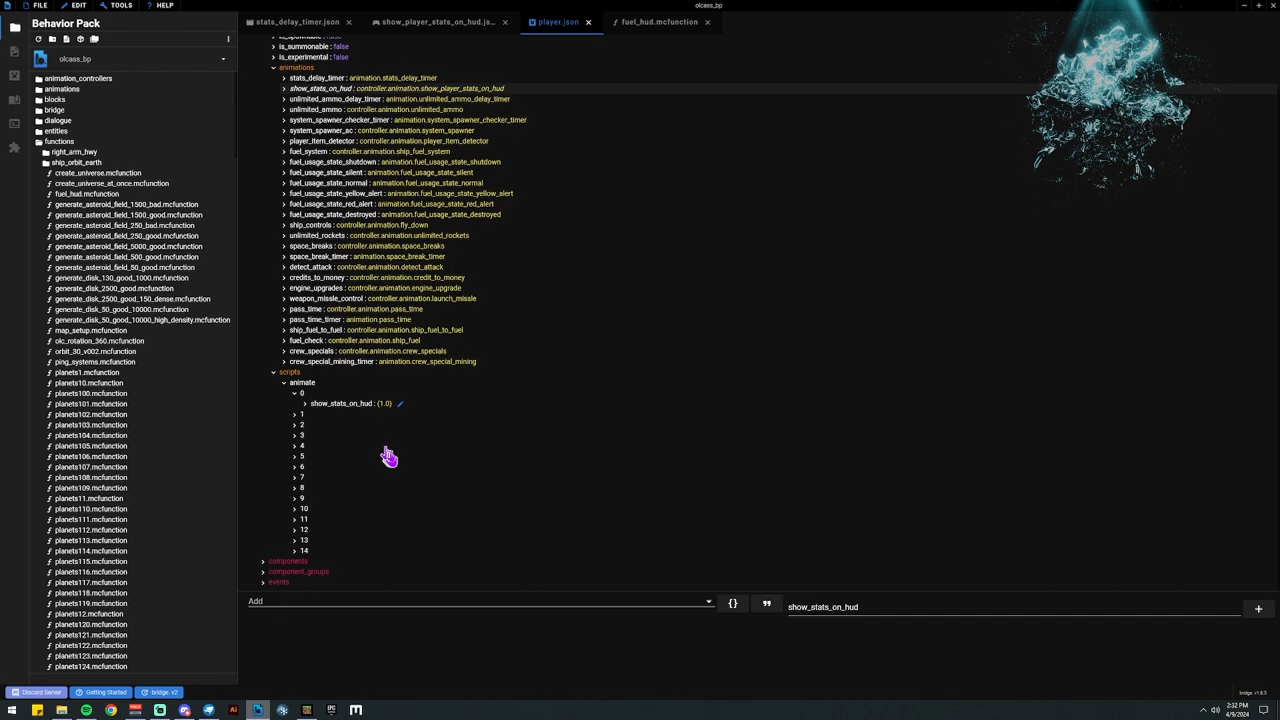 FILE EDIT TOOLS HELP
olcass_bp
Behavior Pack
stats_delay_timer.json
show_player_stats_on_hud.js...
player.json
fuel_hud.mcfunction
olcass_bp
animation_controllers
animations
blocks
bridge
dialogue
entities
functions
right_arm_hwy
ship_orbit_earth
create_universe.mcfunction
create_universe_at_once.mcfunction
fuel_hud.mcfunction
generate_asteroid_field_1500_bad.mcfunction
generate_asteroid_field_1500_good.mcfunction
generate_asteroid_field_250_bad.mcfunction
generate_asteroid_field_250_good.mcfunction
generate_asteroid_field_5000_good.mcfunction
generate_asteroid_field_500_good.mcfunction
generate_asteroid_field_50_good.mcfunction
generate_disk_130_good_1000.mcfunction
generate_disk_2500_good.mcfunction
generate_disk_2500_good_150_dense.mcfunction
generate_disk_50_good_10000.mcfunction
generate_disk_50_good_10000_high_density.mcfunction
map_setup.mcfunction
olc_rotation_360.mcfunction
orbit_30_v002.mcfunction
ping_systems.mcfunction
planets1.mcfunction
planets10.mcfunction
planets100.mcfunction
planets101.mcfunction
planets102.mcfunction
planets103.mcfunction
planets104.mcfunction
planets105.mcfunction
planets106.mcfunction
planets107.mcfunction
planets108.mcfunction
planets109.mcfunction
planets11.mcfunction
planets110.mcfunction
planets111.mcfunction
planets112.mcfunction
planets113.mcfunction
planets114.mcfunction
planets115.mcfunction
planets116.mcfunction
planets117.mcfunction
planets118.mcfunction
planets119.mcfunction
planets12.mcfunction
planets120.mcfunction
planets121.mcfunction
planets122.mcfunction
planets123.mcfunction
planets124.mcfunction
is_summonable : false
is_experimental : false
animations
stats_delay_timer : animation.stats_delay_timer
show_stats_on_hud : controller.animation.show_player_stats_on_hud
unlimited_ammo_delay_timer : animation.unlimited_ammo_delay_timer
unlimited_ammo : controller.animation.unlimited_ammo
system_spawner_checker_timer : animation.system_spawner_checker_timer
system_spawner_ac : controller.animation.system_spawner
player_item_detector : controller.animation.player_item_detector
fuel_system : controller.animation.ship_fuel_system
fuel_usage_state_shutdown : animation.fuel_usage_state_shutdown
fuel_usage_state_silent : animation.fuel_usage_state_silent
fuel_usage_state_normal : animation.fuel_usage_state_normal
fuel_usage_state_yellow_alert : animation.fuel_usage_state_yellow_alert
fuel_usage_state_red_alert : animation.fuel_usage_state_red_alert
fuel_usage_state_destroyed : animation.fuel_usage_state_destroyed
ship_controls : controller.animation.fly_down
unlimited_rockets : controller.animation.unlimited_rockets
space_breaks : controller.animation.space_breaks
space_break_timer : animation.space_break_timer
detect_attack : controller.animation.detect_attack
credits_to_money : controller.animation.credit_to_money
engine_upgrades : controller.animation.engine_upgrade
weapon_missle_control : controller.animation.launch_missle
pass_time : controller.animation.pass_time
pass_time_timer : animation.pass_time
ship_fuel_to_fuel : controller.animation.ship_fuel_to_fuel
fuel_check : controller.animation.ship_fuel
crew_specials : controller.animation.crew_specials
crew_special_mining_timer : animation.crew_special_mining
scripts
animate
0
show_stats_on_hud : (1.0)
1
2
3
4
5
6
7
8
9
10
11
12
13
14
components
component_groups
events
Add
{}
show_stats_on_hud
+
Discord Server
Getting Started
bridge. v2
bridge. v1.8.5
2:32 PM
4/9/2024